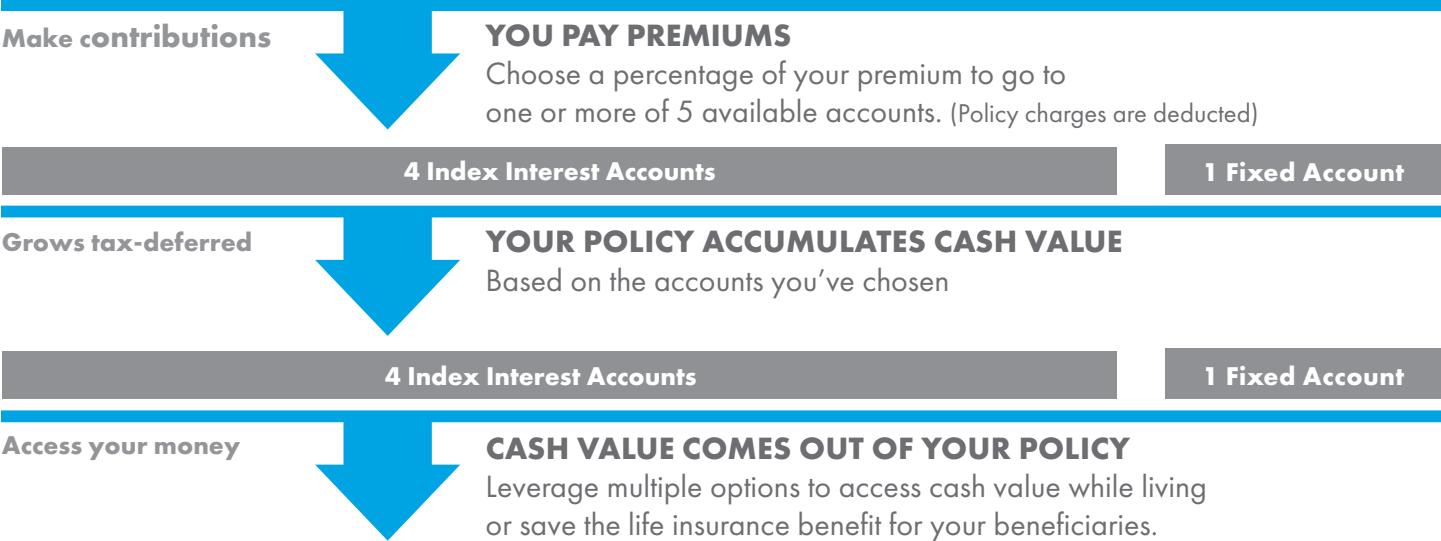 Make contributions
YOU PAY PREMIUMS
Choose a percentage of your premium to go to
one or more of 5 available accounts. (Policy charges are deducted)
4 Index Interest Accounts
1 Fixed Account
Grows tax-deferred
YOUR POLICY ACCUMULATES CASH VALUE
Based on the accounts you’ve chosen
4 Index Interest Accounts
1 Fixed Account
Access your money
CASH VALUE COMES OUT OF YOUR POLICY
Leverage multiple options to access cash value while living
or save the life insurance benefit for your beneficiaries.